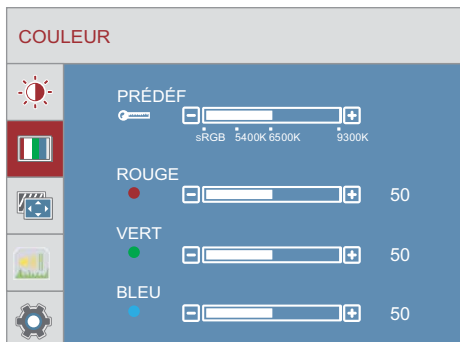 COULEUR
PRÉDÉF
sRGB 5400K 6500K 9300K
ROUGE
50
VERT
50
BLEU
50